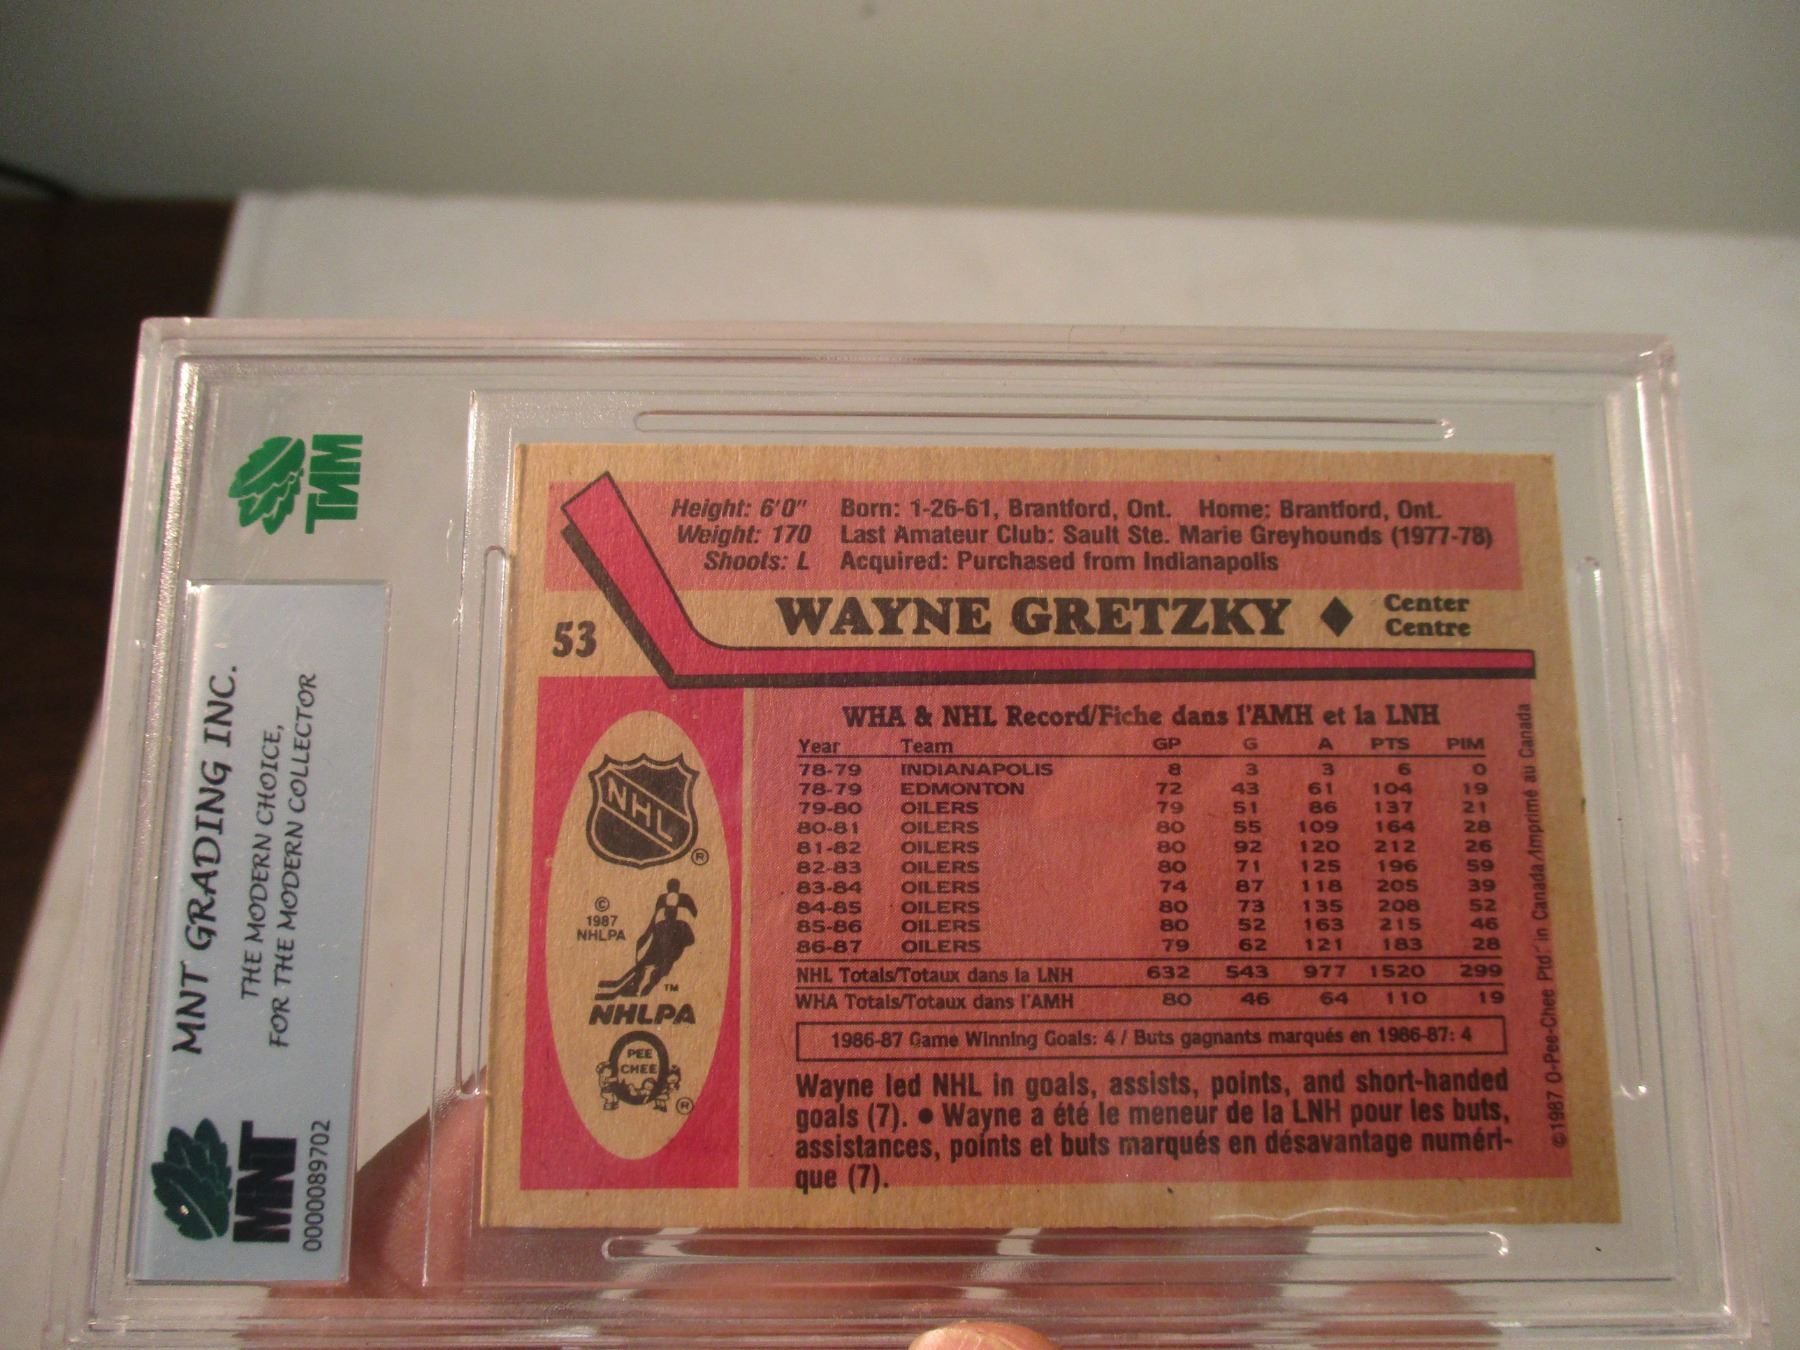 MNT
MNT GRADING INC.
THE MODERN CHOICE,
FOR THE MODERN COLLECTOR
MNT
0000089702
Height: 6'0" Born: 1-26-61, Brantford, Ont. Home: Brantford, Ont.
Weight: 170 Last Amateur Club: Sault Ste. Marie Greyhounds (1977-78)
Shoots: L Acquired: Purchased from Indianapolis
53
WAYNE GRETZKY ♦ Center
Centre
WHA & NHL Record/Fiche dans l'AMH et la LNH
Year Team GP G A PTS PIM
78-79 INDIANAPOLIS 8 3 3 6 0
78-79 EDMONTON 72 43 61 104 19
79-80 OILERS 79 51 86 137 21
80-81 OILERS 80 55 109 164 28
81-82 OILERS 80 92 120 212 26
82-83 OILERS 80 71 125 196 59
83-84 OILERS 74 87 118 205 39
84-85 OILERS 80 73 135 208 52
85-86 OILERS 80 52 163 215 46
86-87 OILERS 79 62 121 183 28
NHL Totals/Totaux dans la LNH 632 543 977 1520 299
WHA Totals/Totaux dans l'AMH 80 46 64 110 19
1986-87 Game Winning Goals: 4 / Buts gagnants marqués en 1986-87: 4
Wayne led NHL in goals, assists, points, and short-handed
goals (7). ● Wayne a été le meneur de la LNH pour les buts,
assistances, points et buts marqués en désavantage numéri-
que (7).
NHL
®
©
1987
NHLPA
TM
NHLPA
O
PEE
CHEE
®
©1987 O-Pee-Chee Ptd. in Canada/Imprimé au Canada